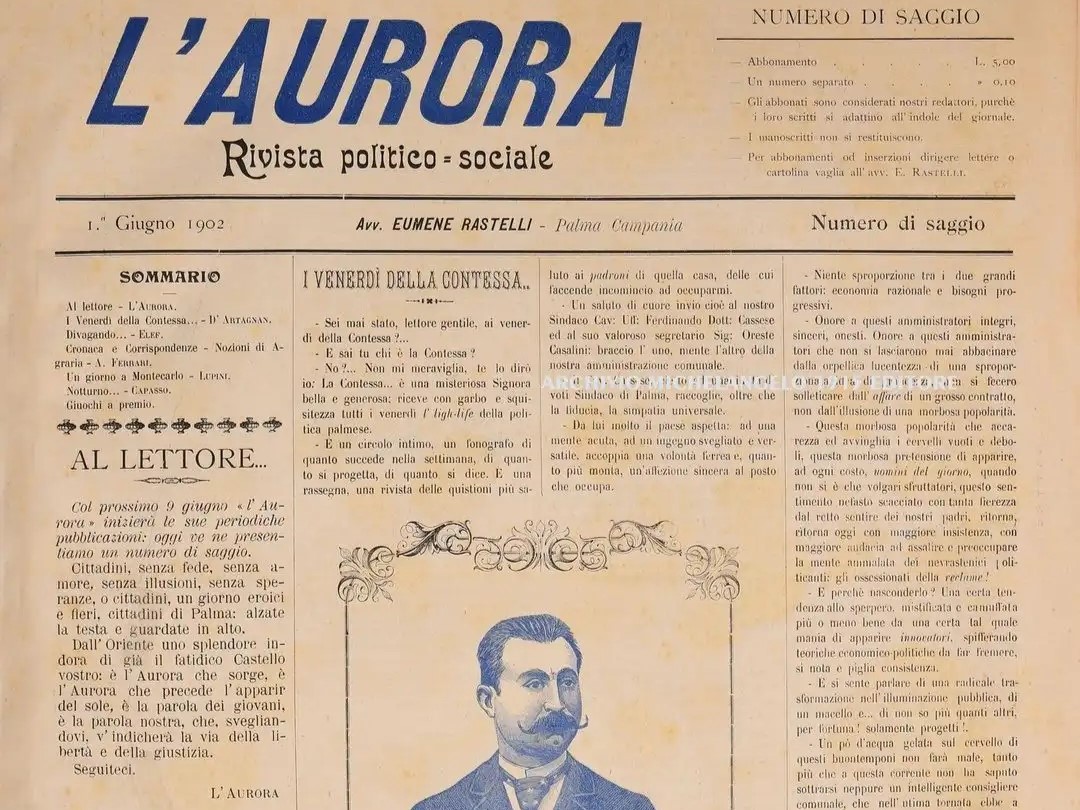 L'AURORA
Rivista politico=sociale
NUMERO DI SAGGIO
— Abbonamento . . . . . L. 5,00
Un numero separato . . . . » 0,10
— Gli abbonati sono considerati nostri redattori, purchè
i loro scritti si adattino all'indole del giornale.
— I manoscritti non si restituiscono.
— Per abbonamenti od inserzioni dirigere lettere o
cartolina vaglia all'avv. E. RASTELLI.
1.° Giugno 1902
Avv. EUMENE RASTELLI - Palma Campania
Numero di saggio
SOMMARIO
Al lettore - L'AURORA.
I Venerdì della Contessa... - D'ARTAGNAN.
Divagando... - ELEF.
Cronaca e Corrispondenze - Nozioni di A-
graria - A. FERRARI.
Un giorno a Montecarlo - LUPINI.
Notturno... - CAPASSO.
Giuochi a premio.
AL LETTORE...
Col prossimo 9 giugno «l'Au-
rora» inizierà le sue periodiche
pubblicazioni: oggi ve ne presen-
tiamo un numero di saggio.
Cittadini, senza fede, senza a-
more, senza illusioni, senza spe-
ranze, o cittadini, un giorno eroici
e fieri, cittadini di Palma: alzate
la testa e guardate in alto.
Dall'Oriente uno splendore in-
dora di già il fatidico Castello
vostro: è l'Aurora che sorge, è
l'Aurora che precede l'apparir
del sole, è la parola dei giovani,
è la parola nostra, che, sveglian-
dovi, v'indicherà la via della li-
bertà e della giustizia.
Seguiteci.
L'AURORA
I VENERDÌ DELLA CONTESSA..
- Sei mai stato, lettore gentile, ai vener-
dì della Contessa?...
- E sai tu chi è la Contessa?
- No?... Non mi meraviglia, te lo dirò
io: La Contessa... è una misteriosa Signora
bella e generosa: riceve con garbo e squi-
sitezza tutti i venerdì l'high-life della poli-
tica palmese.
- È un circolo intimo, un fonografo di
quanto succede nella settimana, di quan-
to si progetta, di quanto si dice. È una
rassegna, una rivista delle quistioni più sa-
luto ai padroni di quella casa, delle cui
faccende incomincio ad occuparmi.
- Un saluto di cuore invio cioè al nostro
Sindaco Cav: Uff: Ferdinando Dott: Cassese
ed al suo valoroso segretario Sig: Oreste
Casalini: braccio l'uno, mente l'altro della
nostra amministrazione comunale.
voti Sindaco di Palma, raccoglie, oltre che
la fiducia, la simpatia universale.
- Da lui molto il paese aspetta: ad una
mente acuta, ad un ingegno svegliato e ver-
satile, accoppia una volontà ferrea e, quan-
to più monta, un'affezione sincera al posto
che occupa.
- Niente sproporzione tra i due grandi
fattori: economia razionale e bisogni pro-
gressivi.
- Onore a questi amministratori integri,
sinceri, onesti. Onore a questi amministra-
tori che non si lasciarono mai abbacinare
dalla orpellica lucentezza di una spropor-
si fecero
solleticare dall'affare di un grosso contratto,
non dall'illusione di una morbosa popolarità.
- Questa morbosa popolarità che acca-
rezza ed avvinghia i cervelli vuoti e debo-
li, questa morbosa pretensione di apparire,
ad ogni costo, uomini del giorno, quando
non si è che volgari sfruttatori, questo sen-
timento nefasto scacciato con tanta fierezza
dal retto sentire dei nostri padri, ritorna,
ritorna oggi con maggiore insistenza, con
maggiore audacia ad assalire e preoccupare
la mente ammalata dei nevrastenici poli-
ticanti: gli ossessionati della reclame!
- E perchè nasconderlo? Una certa ten-
denza allo sperpero, mistificata e camuffata
più o meno bene da una certa tal quale
mania di apparire innovatori, spifferando
teoriche economico-politiche da far fremere,
si nota e piglia consistenza.
- E si sente parlare di una radicale tra-
sformazione nell'illuminazione pubblica, di
un macello e... di non so più quanti altri,
per fortuna! solamente progetti!.
- Un pò d'acqua gelata sul cervello di
questi buontemponi non farà male, tanto
più che a questa corrente non ha saputo
sottrarsi neppure un intelligente consigliere
comunale, che nell'ultima tornata ebbe a